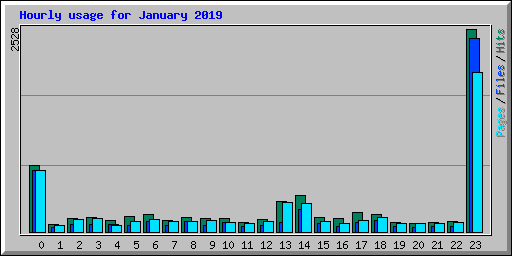 Hourly usage for January 2019
2528
Pages/Files/Hits
0 1 2 3 4 5 6 7 8 9 10 11 12 13 14 15 16 17 18 19 20 21 22 23